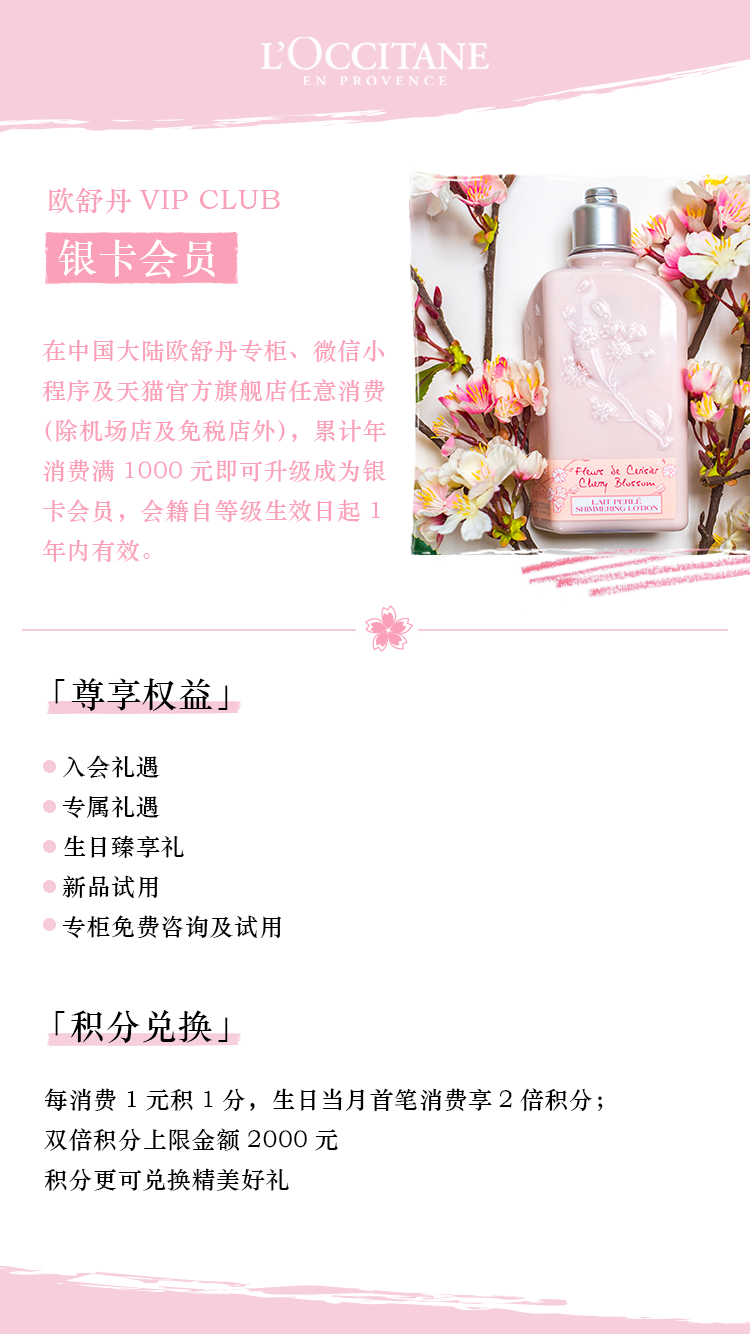 L'OCCITANE
EN PROVENCE
欧舒丹 VIP CLUB
银卡会员
在中国大陆欧舒丹专柜、微信小
程序及天猫官方旗舰店任意消费
(除机场店及免税店外)，累计年
消费满 1000 元即可升级成为银
卡会员，会籍自等级生效日起 1
年内有效。
Fleurs de Cerisier
Cherry Blossom
LAIT PERLÉ
SHIMMERING LOTION
「尊享权益」
入会礼遇
专属礼遇
生日臻享礼
新品试用
专柜免费咨询及试用
「积分兑换」
每消费 1 元积 1 分，生日当月首笔消费享 2 倍积分；
双倍积分上限金额 2000 元
积分更可兑换精美好礼